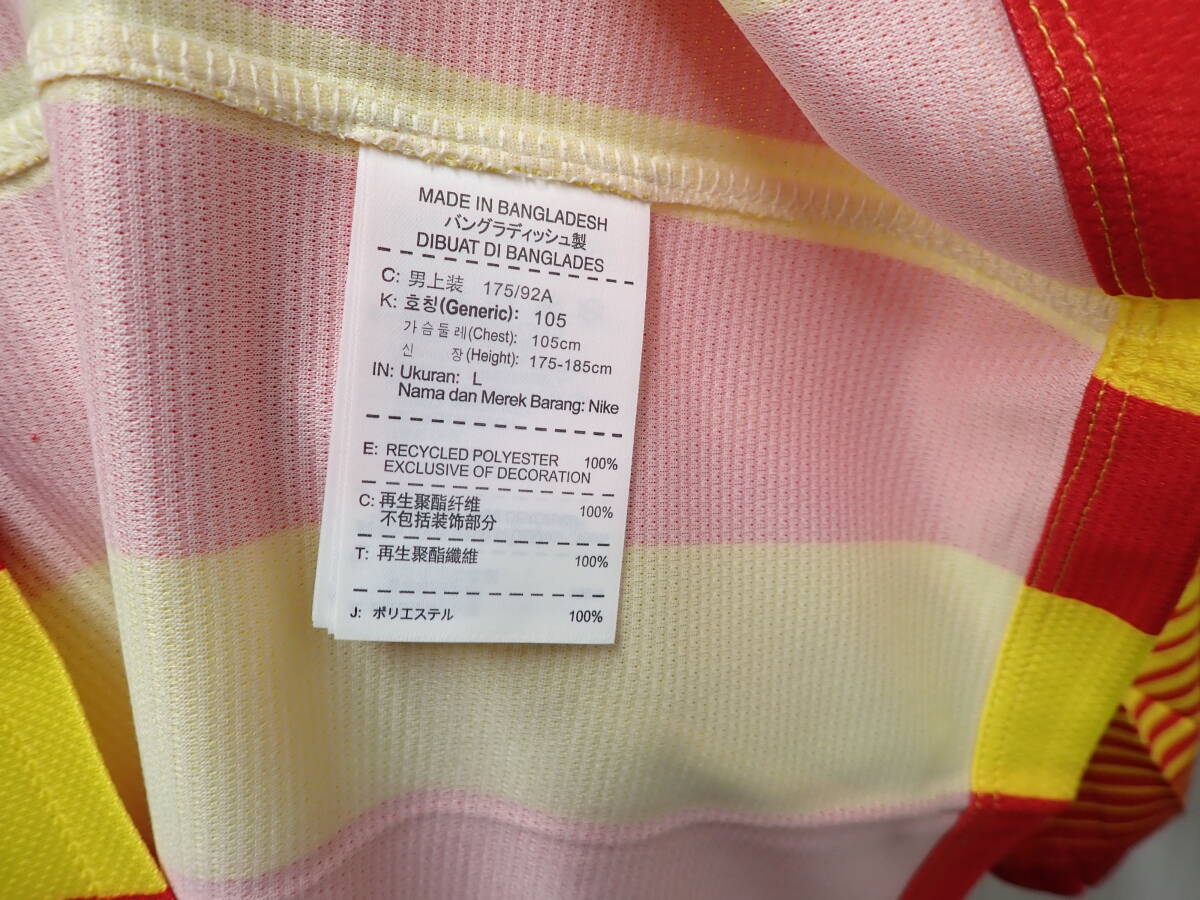 MADE IN BANGLADESH
バングラディッシュ製
DIBUAT DI BANGLADES
C: 男上装 175/92A
K: 호칭(Generic): 105
가슴둘레(Chest): 105cm
신 장(Height): 175-185cm
IN: Ukuran: L
Nama dan Merek Barang: Nike
E: RECYCLED POLYESTER 100%
EXCLUSIVE OF DECORATION
C: 再生聚酯纤维 100%
不包括装饰部分
T: 再生聚酯纖維 100%
J: ポリエステル 100%